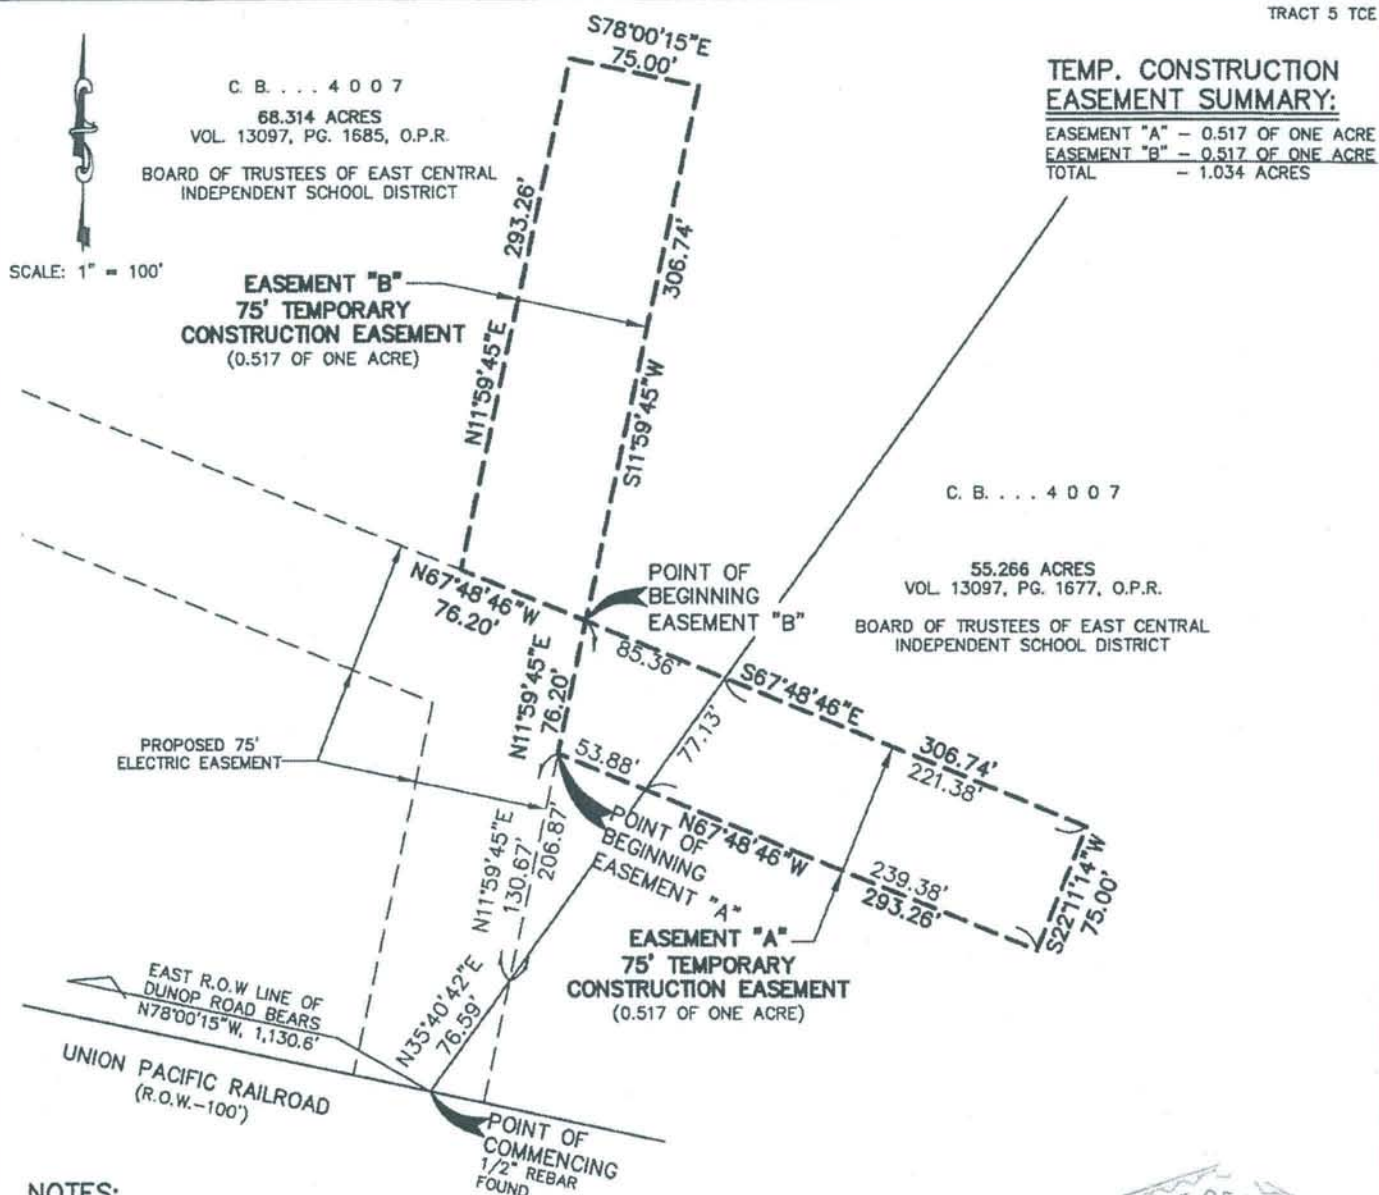 TRACT 5 TCE
TEMP. CONSTRUCTION
EASEMENT SUMMARY:
EASEMENT "A" - 0.517 OF ONE ACRE
EASEMENT "B" - 0.517 OF ONE ACRE
TOTAL - 1.034 ACRES
C. B. . . . 4 0 0 7
68.314 ACRES
VOL. 13097, PG. 1685, O.P.R.
BOARD OF TRUSTEES OF EAST CENTRAL
INDEPENDENT SCHOOL DISTRICT
SCALE: 1" = 100'
S78°00'15"E
75.00'
293.26'
N11°59'45"E
306.74'
S11°59'45"W
EASEMENT "B"
75' TEMPORARY
CONSTRUCTION EASEMENT
(0.517 OF ONE ACRE)
C. B. . . . 4 0 0 7
55.266 ACRES
VOL. 13097, PG. 1677, O.P.R.
BOARD OF TRUSTEES OF EAST CENTRAL
INDEPENDENT SCHOOL DISTRICT
N67°48'46"W
76.20'
POINT OF
BEGINNING
EASEMENT "B"
85.36'
S67°48'46"E
N11°59'45"E
76.20'
77.13'
306.74'
221.38'
PROPOSED 75'
ELECTRIC EASEMENT
53.88'
N67°48'46"W
239.38'
293.26'
S22°11'14"W
75.00'
POINT OF
BEGINNING
EASEMENT "A"
N11°59'45"E
130.67'
206.87'
EASEMENT "A"
75' TEMPORARY
CONSTRUCTION EASEMENT
(0.517 OF ONE ACRE)
N35°40'42"E
76.59'
EAST R.O.W LINE OF
DUNOP ROAD BEARS
N78°00'15"W, 1,130.6'
UNION PACIFIC RAILROAD
(R.O.W.-100')
POINT OF
COMMENCING
1/2" REBAR
FOUND
NOTES: